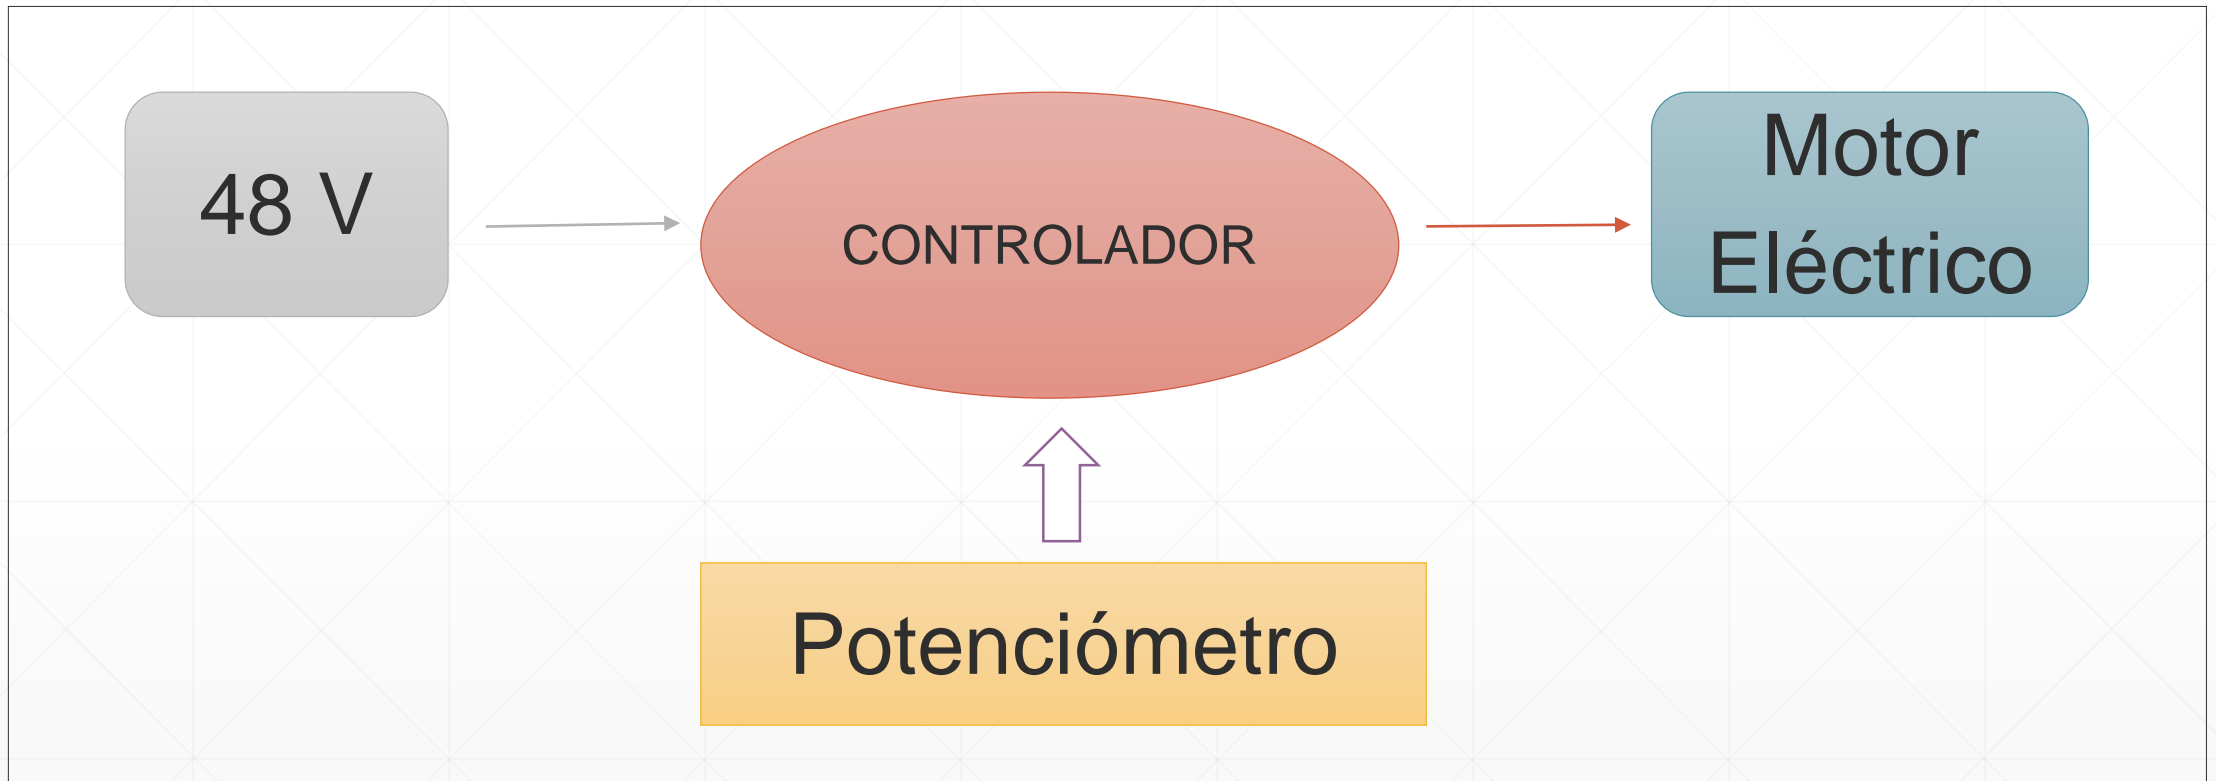 48 V
CONTROLADOR
Motor
Eléctrico
Potenciómetro